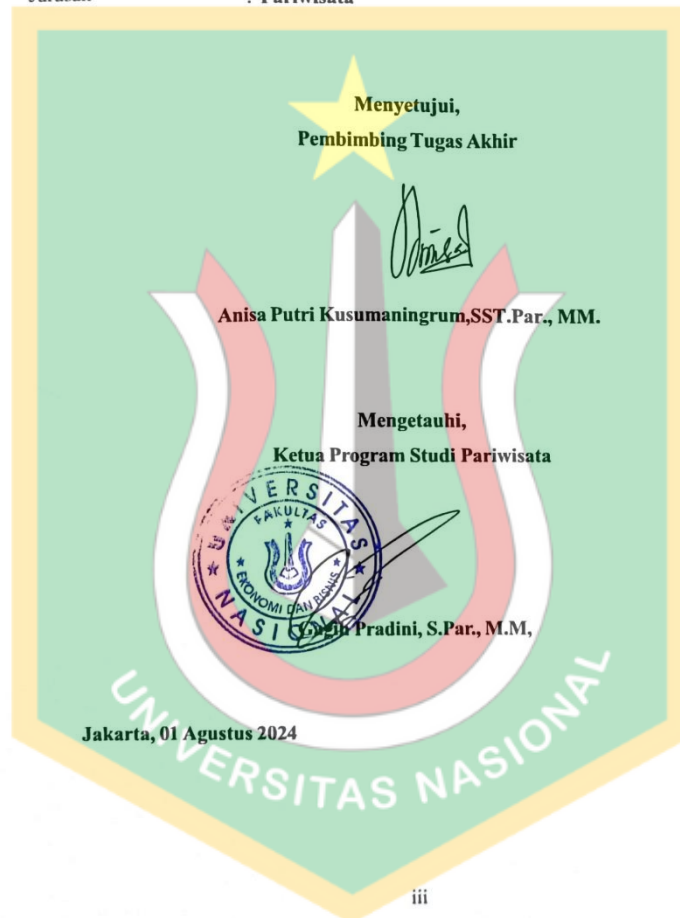 : Pariwisata
Menyetujui,
Pembimbing Tugas Akhir
Anisa Putri Kusumaningrum,SST.Par., MM.
Mengetauhi,
Ketua Program Studi Pariwisata
UNIVERSITAS NASIONAL
FAKULTAS
EKONOMI DAN BISNIS
Pradini, S.Par., M.M,
Jakarta, 01 Agustus 2024
UNIVERSITAS NASIONAL
iii